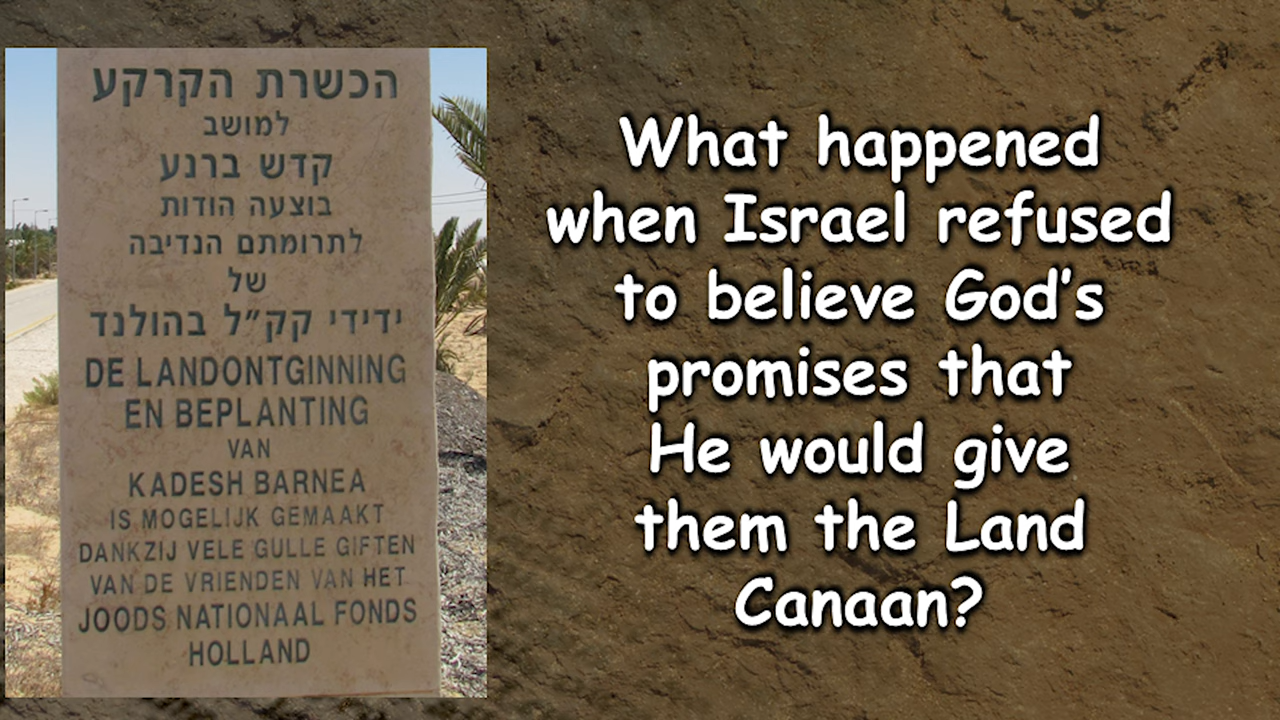 הכשרת הקרקע
למושב
קדש ברנע
בוצעה הודות
לתרומתם הנדיבה
של
ידידי קק״ל בהולנד
DE LANDONTGINNING
EN BEPLANTING
VAN
KADESH BARNEA
IS MOGELIJK GEMAAKT
DANKZIJ VELE GULLE GIFTEN
VAN DE VRIENDEN VAN HET
JOODS NATIONAAL FONDS
HOLLAND
What happened
when Israel refused
to believe God's
promises that
He would give
them the Land
Canaan?